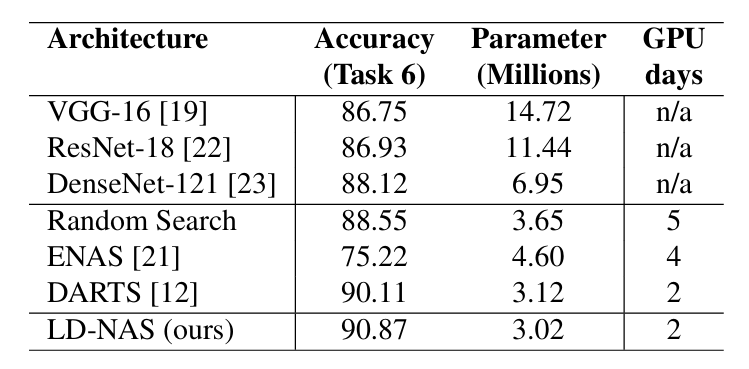 Architecture Accuracy Parameter GPU
(Task 6) (Millions) days
VGG-16 [19] 86.75 14.72 n/a
ResNet-18 [22] 86.93 11.44 n/a
DenseNet-121 [23] 88.12 6.95 n/a
Random Search 88.55 3.65 5
ENAS [21] 75.22 4.60 4
DARTS [12] 90.11 3.12 2
LD-NAS (ours) 90.87 3.02 2